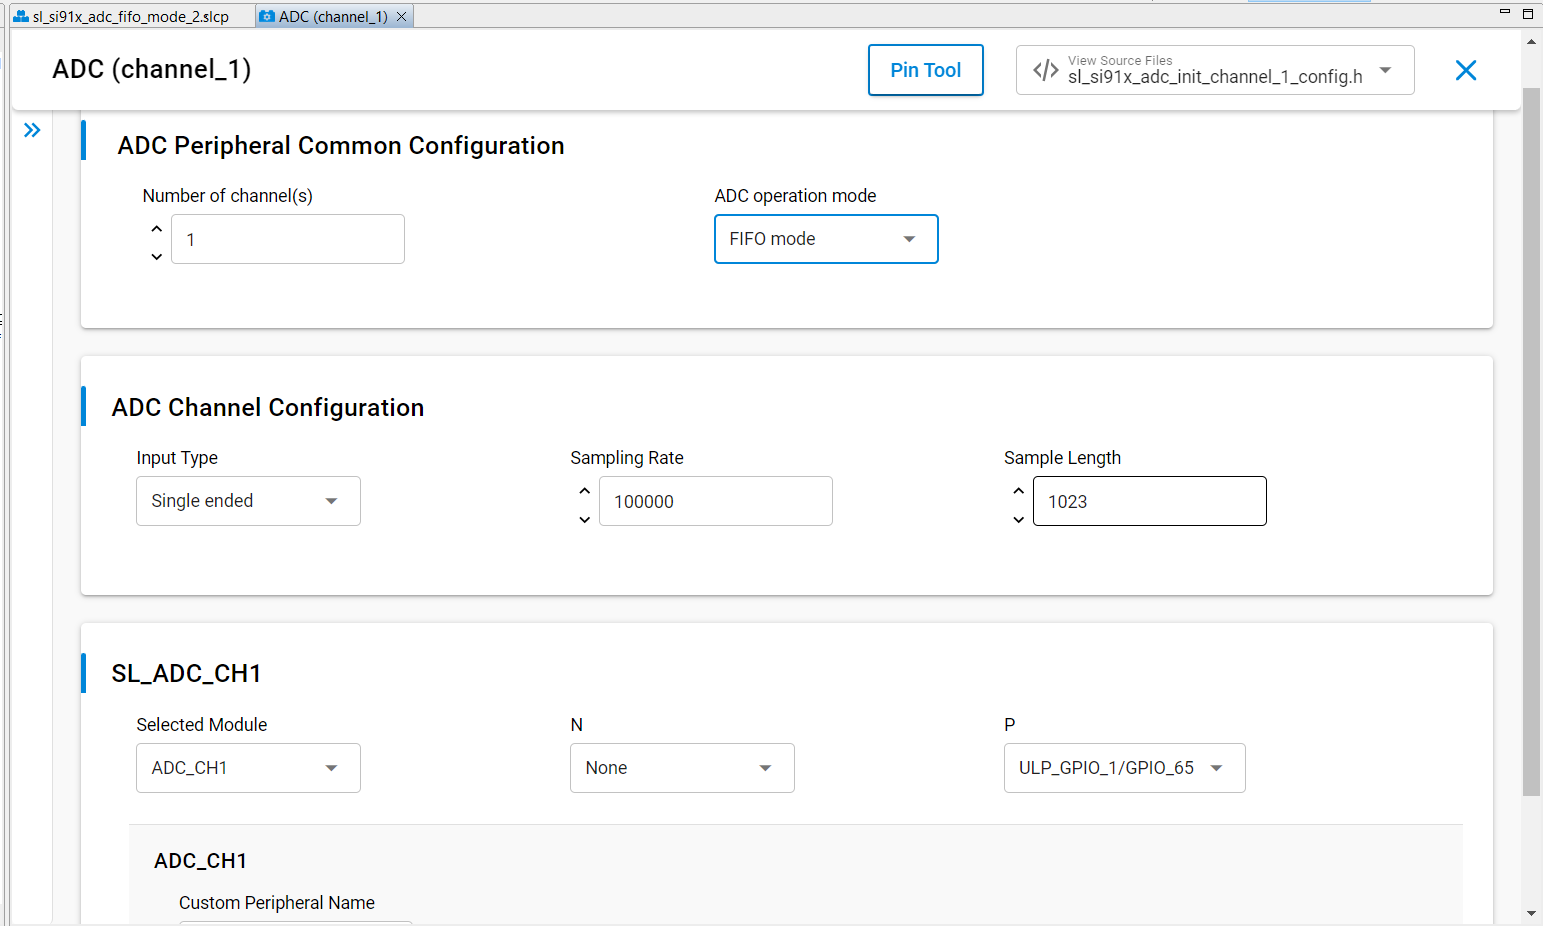 sl_si91x_adc_fifo_mode_2.slcp
ADC (channel_1)
ADC (channel_1)
Pin Tool
View Source Files
sl_si91x_adc_init_channel_1_config.h
ADC Peripheral Common Configuration
Number of channel(s)
ADC operation mode
1
FIFO mode
ADC Channel Configuration
Input Type
Sampling Rate
Sample Length
Single ended
100000
1023
SL_ADC_CH1
Selected Module
N
P
ADC_CH1
None
ULP_GPIO_1/GPIO_65
ADC_CH1
Custom Peripheral Name